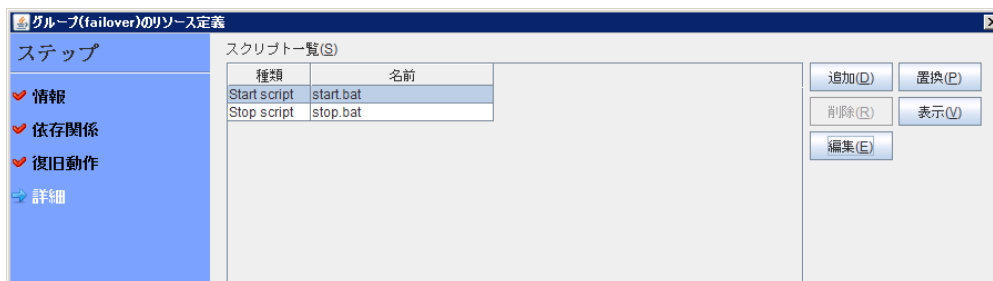 グループ(failover)のリソース定義
ステップ
情報
依存関係
復旧動作
詳細
スクリプト一覧(S)
種類 名前
Start script start.bat
Stop script stop.bat
追加(D) 置換(P)
削除(R) 表示(V)
編集(E)